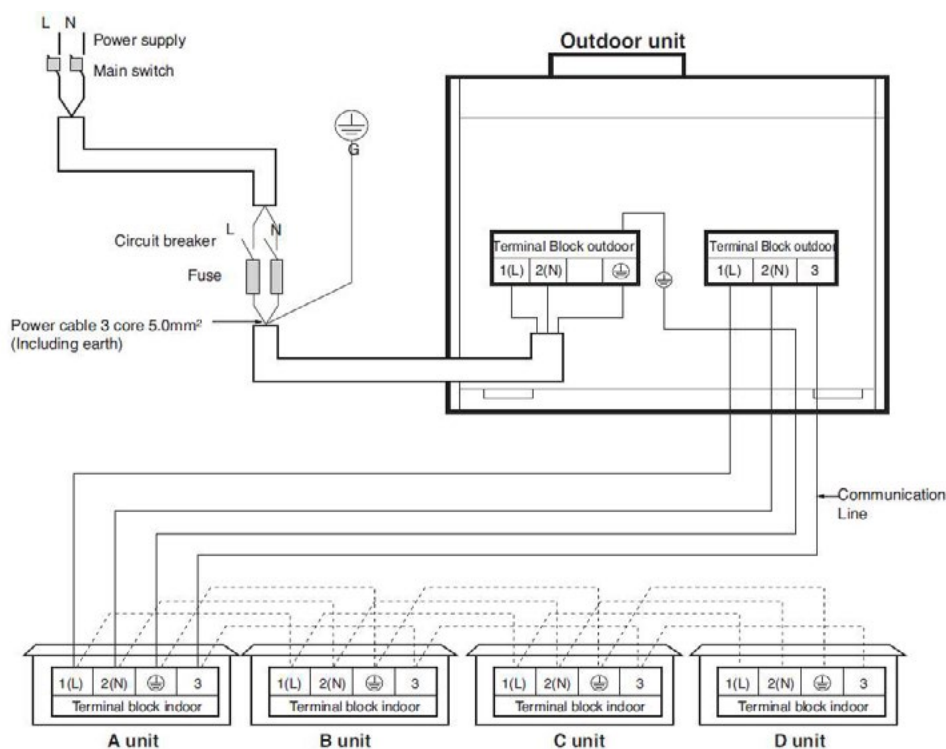 L N
Power supply
Main switch
Outdoor unit
G
L N
Circuit breaker
Fuse
Power cable 3 core 5.0mm²
(Including earth)
Terminal Block outdoor
1(L) 2(N)
Terminal Block outdoor
1(L) 2(N) 3
Communication
Line
1(L) 2(N) 3
Terminal block indoor
A unit
1(L) 2(N) 3
Terminal block indoor
B unit
1(L) 2(N) 3
Terminal block indoor
C unit
1(L) 2(N) 3
Terminal block indoor
D unit